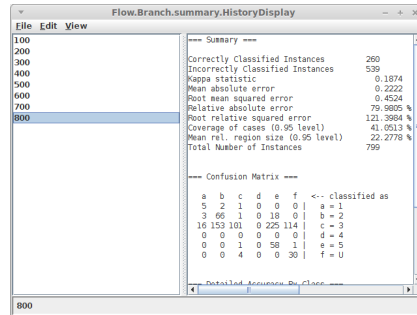 Flow.Branch.summary.HistoryDisplay
File Edit View
100
200
300
400
500
600
700
800
=== Summary ===
Correctly Classified Instances 260
Incorrectly Classified Instances 539
Kappa statistic 0.1874
Mean absolute error 0.2222
Root mean squared error 0.4524
Relative absolute error 79.9805 %
Root relative squared error 121.3984 %
Coverage of cases (0.95 level) 41.0513 %
Mean rel. region size (0.95 level) 22.2778 %
Total Number of Instances 799
=== Confusion Matrix ===
a b c d e f <-- classified as
5 2 1 0 0 0 | a = 1
3 66 1 0 18 0 | b = 2
16 153 101 0 225 114 | c = 3
0 0 0 0 0 0 | d = 4
0 0 1 0 58 1 | e = 5
0 0 4 0 0 30 | f = U
=== Detailed Accuracy By Class ===
800